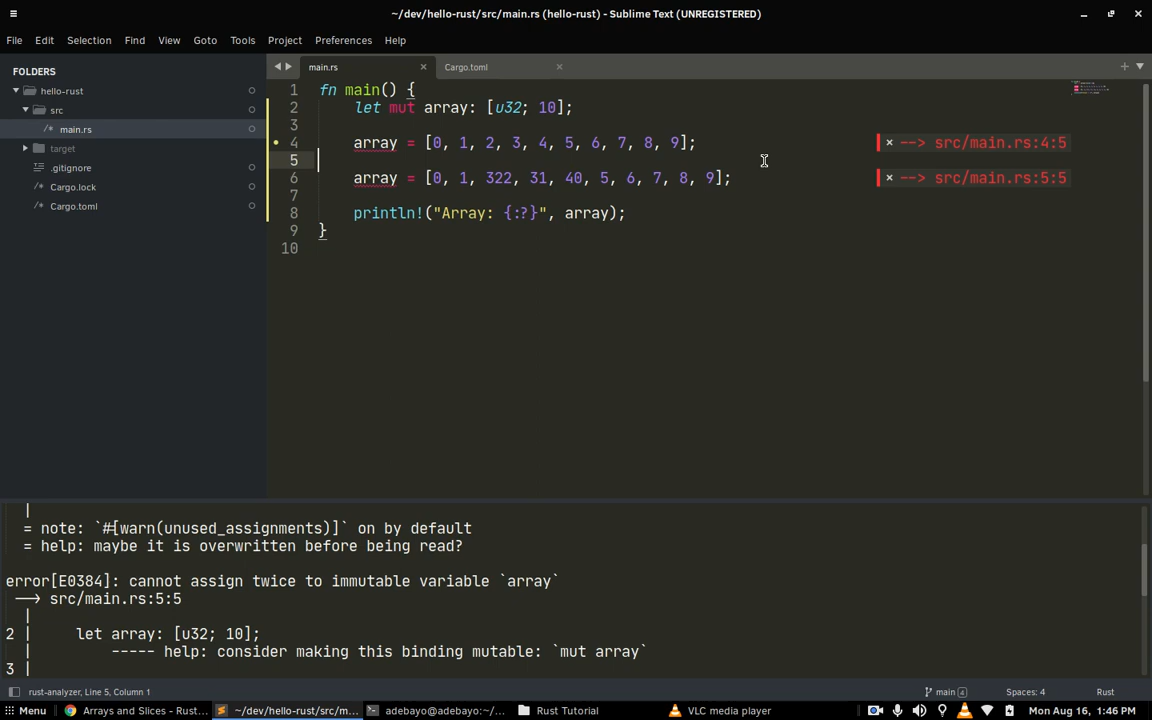 ~/dev/hello-rust/src/main.rs (hello-rust) - Sublime Text (UNREGISTERED)
File Edit Selection Find View Goto Tools Project Preferences Help
FOLDERS
hello-rust
src
main.rs
target
.gitignore
Cargo.lock
Cargo.toml
main.rs × Cargo.toml ×
1 fn main() {
2 let mut array: [u32; 10];
3
4 array = [0, 1, 2, 3, 4, 5, 6, 7, 8, 9]; × --> src/main.rs:4:5
5
6 array = [0, 1, 322, 31, 40, 5, 6, 7, 8, 9]; × --> src/main.rs:5:5
7
8 println!("Array: {:?}", array);
9 }
10
|
= note: `#[warn(unused_assignments)]` on by default
= help: maybe it is overwritten before being read?
error[E0384]: cannot assign twice to immutable variable `array`
--> src/main.rs:5:5
|
2 | let array: [u32; 10];
| ----- help: consider making this binding mutable: `mut array`
3 |
rust-analyzer, Line 5, Column 1 main 4 Spaces: 4 Rust
Menu Arrays and Slices - Rust... ~/dev/hello-rust/src/m... adebayo@adebayo:~/... Rust Tutorial VLC media player Mon Aug 16, 1:46 PM